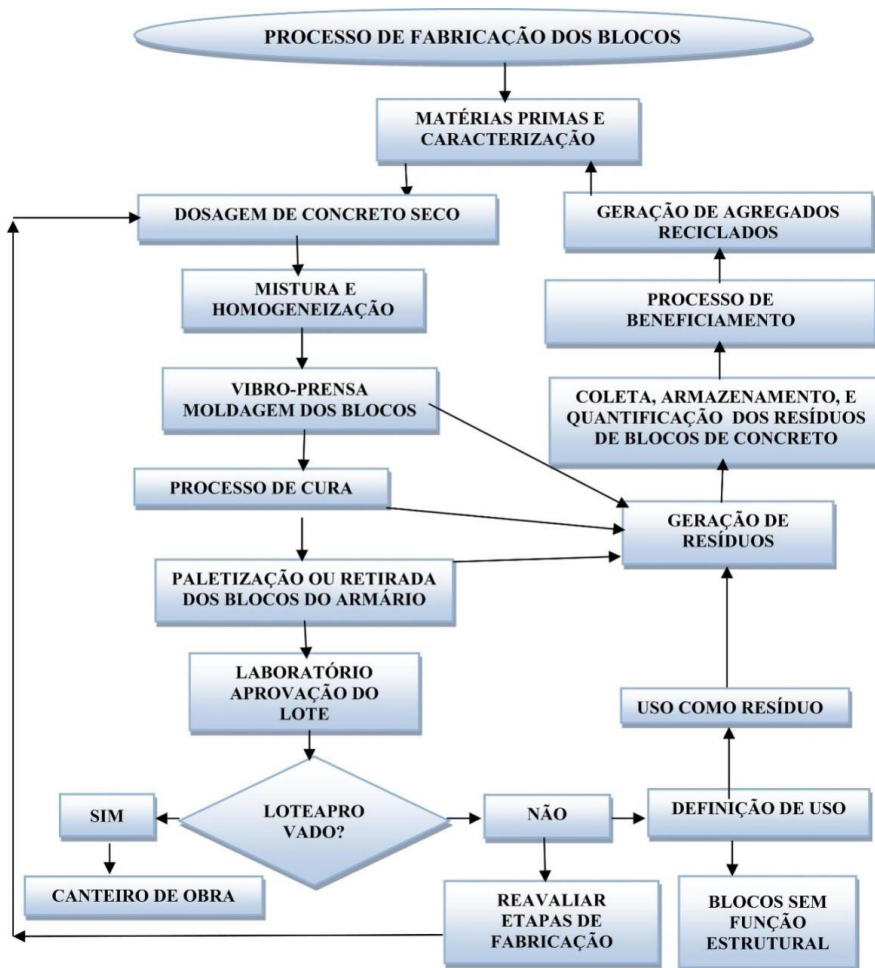 PROCESSO DE FABRICAÇÃO DOS BLOCOS
MATÉRIAS PRIMAS E
CARACTERIZAÇÃO
DOSAGEM DE CONCRETO SECO
GERAÇÃO DE AGREGADOS
RECICLADOS
MISTURA E
HOMOGENEIZAÇÃO
PROCESSO DE
BENEFICIAMENTO
VIBRO-PRENSA
MOLDAGEM DOS BLOCOS
COLETA, ARMAZENAMENTO, E
QUANTIFICAÇÃO DOS RESÍDUOS
DE BLOCOS DE CONCRETO
PROCESSO DE CURA
GERAÇÃO DE
RESÍDUOS
PALETIZAÇÃO OU RETIRADA
DOS BLOCOS DO ARMÁRIO
LABORATÓRIO
APROVAÇÃO DO
LOTE
USO COMO RESÍDUO
SIM
LOTEAPRO
VADO?
NÃO
DEFINIÇÃO DE USO
CANTEIRO DE OBRA
REAVALIAR
ETAPAS DE
FABRICAÇÃO
BLOCOS SEM
FUNÇÃO
ESTRUTURAL